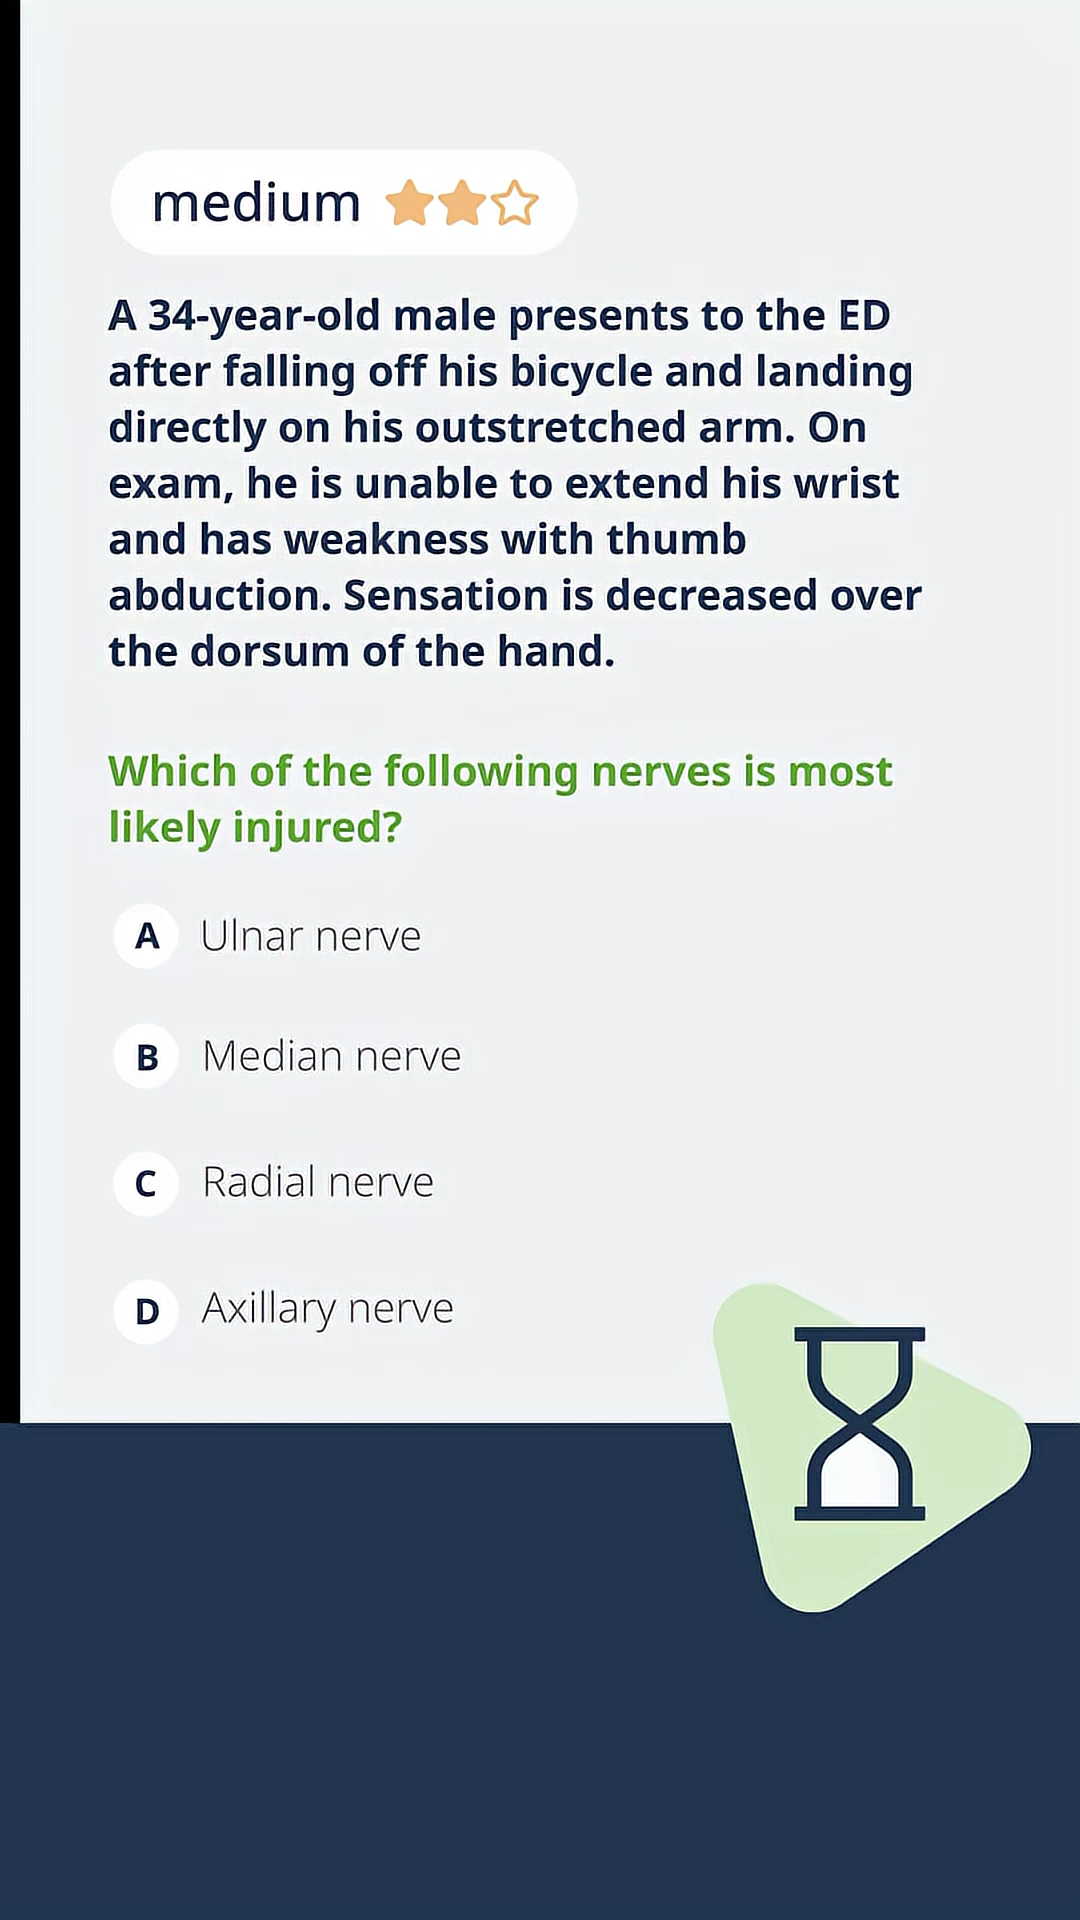 medium
A 34-year-old male presents to the ED
after falling off his bicycle and landing
directly on his outstretched arm. On
exam, he is unable to extend his wrist
and has weakness with thumb
abduction. Sensation is decreased over
the dorsum of the hand.
Which of the following nerves is most
likely injured?
A Ulnar nerve
B Median nerve
C Radial nerve
D Axillary nerve